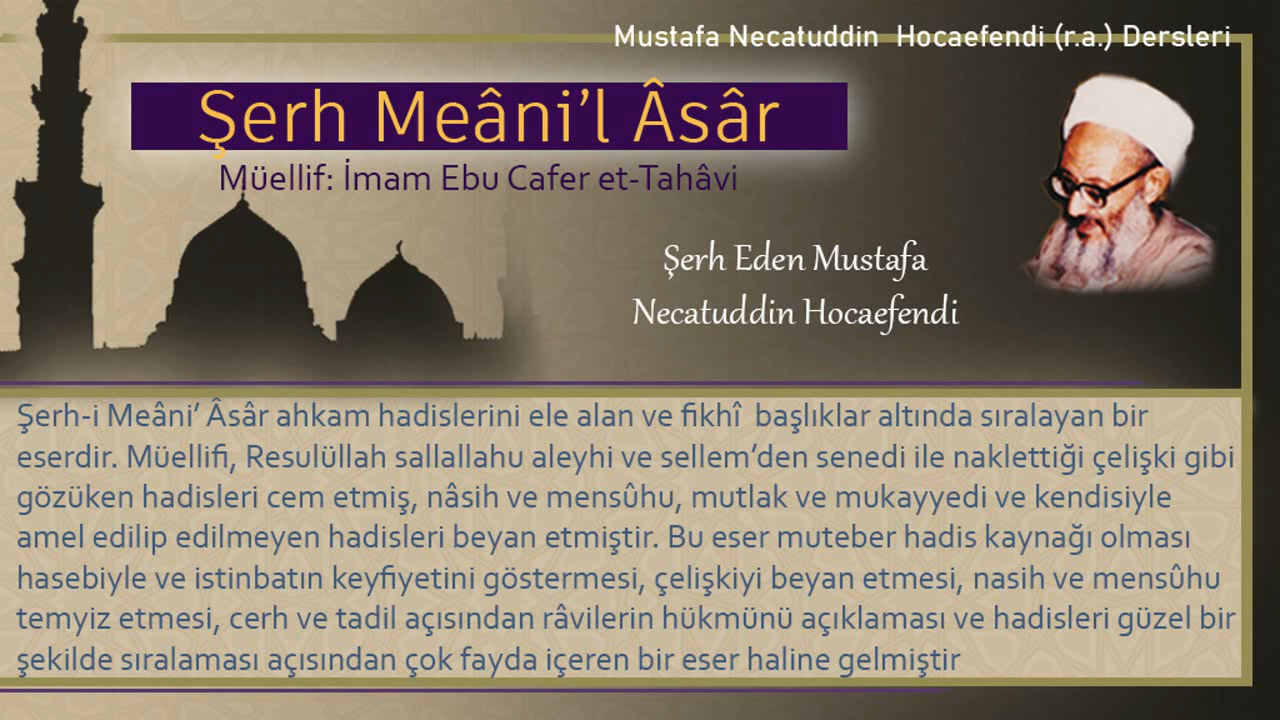 Mustafa Necatuddin Hocaefendi (r.a.) Dersleri
Şerh Meâni’l Âsâr
Müellif: İmam Ebu Cafer et-Tahâvi
Şerh Eden Mustafa
Necatuddin Hocaefendi
Şerh-i Meâni’ Âsâr ahkam hadislerini ele alan ve fıkhî başlıklar altında sıralayan bir
eserdir. Müellifi, Resulüllah sallallahu aleyhi ve sellem’den senedi ile naklettiği çelişki gibi
gözüken hadisleri cem etmiş, nâsih ve mensûhu, mutlak ve mukayyedi ve kendisiyle
amel edilip edilmeyen hadisleri beyan etmiştir. Bu eser muteber hadis kaynağı olması
hasebiyle ve istinbatın keyfiyetini göstermesi, çelişkiyi beyan etmesi, nasih ve mensûhu
temyiz etmesi, cerh ve tadil açısından râvilerin hükmünü açıklaması ve hadisleri güzel bir
şekilde sıralaması açısından çok fayda içeren bir eser haline gelmiştir